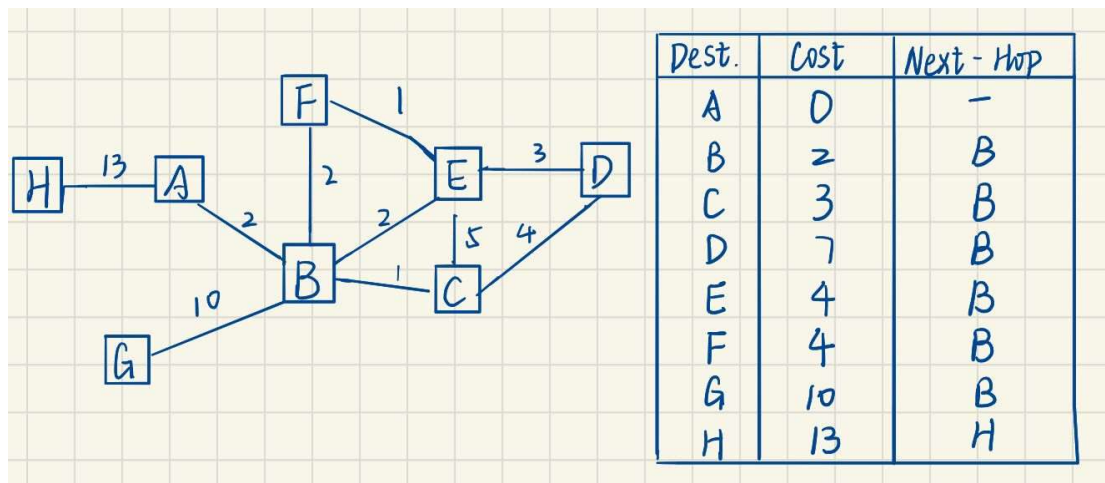 F
1
E
3
D
H
13
A
2
2
2
5
4
B
1
C
10
G
Dest. Cost Next-Hop
A 0 -
B 2 B
C 3 B
D 7 B
E 4 B
F 4 B
G 10 B
H 13 H